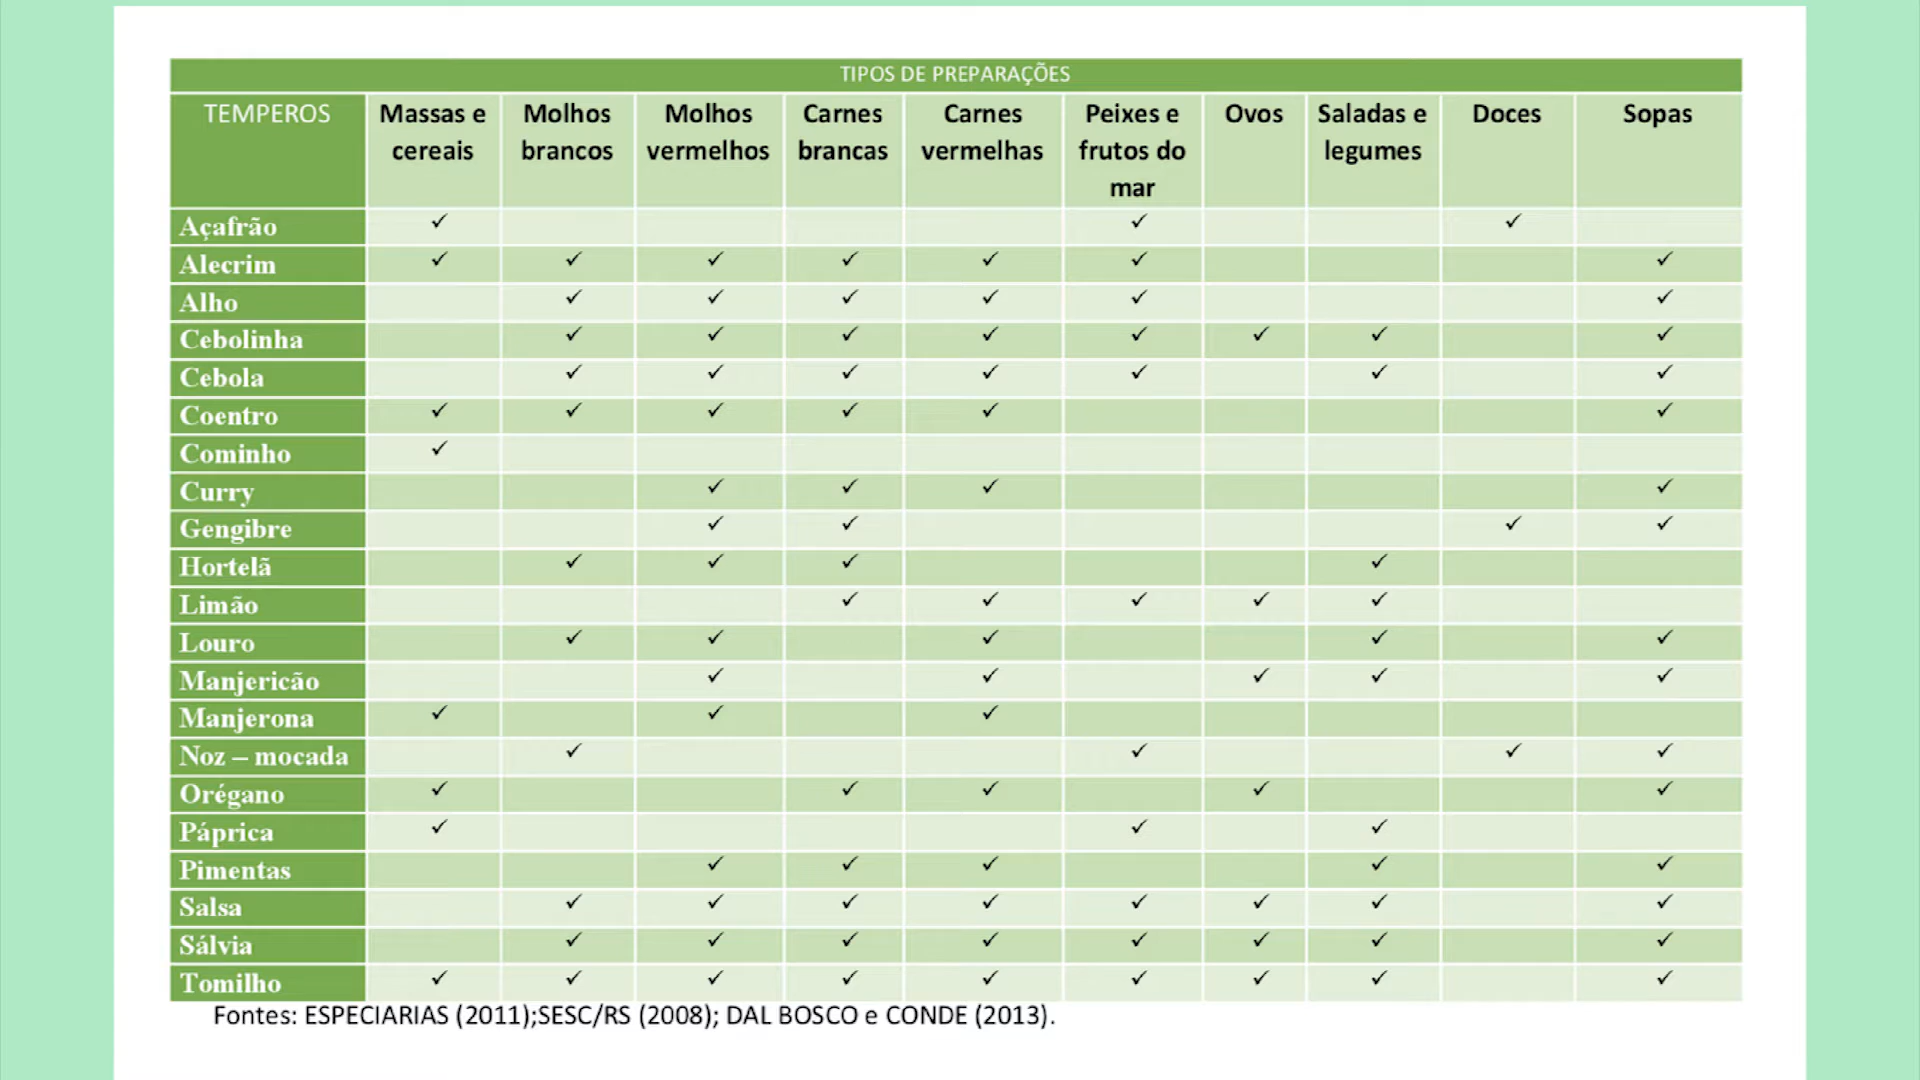 TIPOS DE PREPARAÇÕES
TEMPEROS Massas e cereais Molhos brancos Molhos vermelhos Carnes brancas Carnes vermelhas Peixes e frutos do mar Ovos Saladas e legumes Doces Sopas
Açafrão ✓ ✓ ✓
Alecrim ✓ ✓ ✓ ✓ ✓ ✓ ✓
Alho ✓ ✓ ✓ ✓ ✓ ✓
Cebolinha ✓ ✓ ✓ ✓ ✓ ✓ ✓ ✓
Cebola ✓ ✓ ✓ ✓ ✓ ✓ ✓
Coentro ✓ ✓ ✓ ✓ ✓ ✓
Cominho ✓
Curry ✓ ✓ ✓ ✓
Gengibre ✓ ✓ ✓ ✓
Hortelã ✓ ✓ ✓ ✓
Limão ✓ ✓ ✓ ✓ ✓
Louro ✓ ✓ ✓ ✓ ✓
Manjericão ✓ ✓ ✓ ✓ ✓
Manjerona ✓ ✓ ✓
Noz – mocada ✓ ✓ ✓ ✓
Orégano ✓ ✓ ✓ ✓ ✓
Páprica ✓ ✓ ✓
Pimentas ✓ ✓ ✓ ✓ ✓
Salsa ✓ ✓ ✓ ✓ ✓ ✓ ✓ ✓
Sálvia ✓ ✓ ✓ ✓ ✓ ✓ ✓ ✓
Tomilho ✓ ✓ ✓ ✓ ✓ ✓ ✓ ✓ ✓
Fontes: ESPECIARIAS (2011);SESC/RS (2008); DAL BOSCO e CONDE (2013).